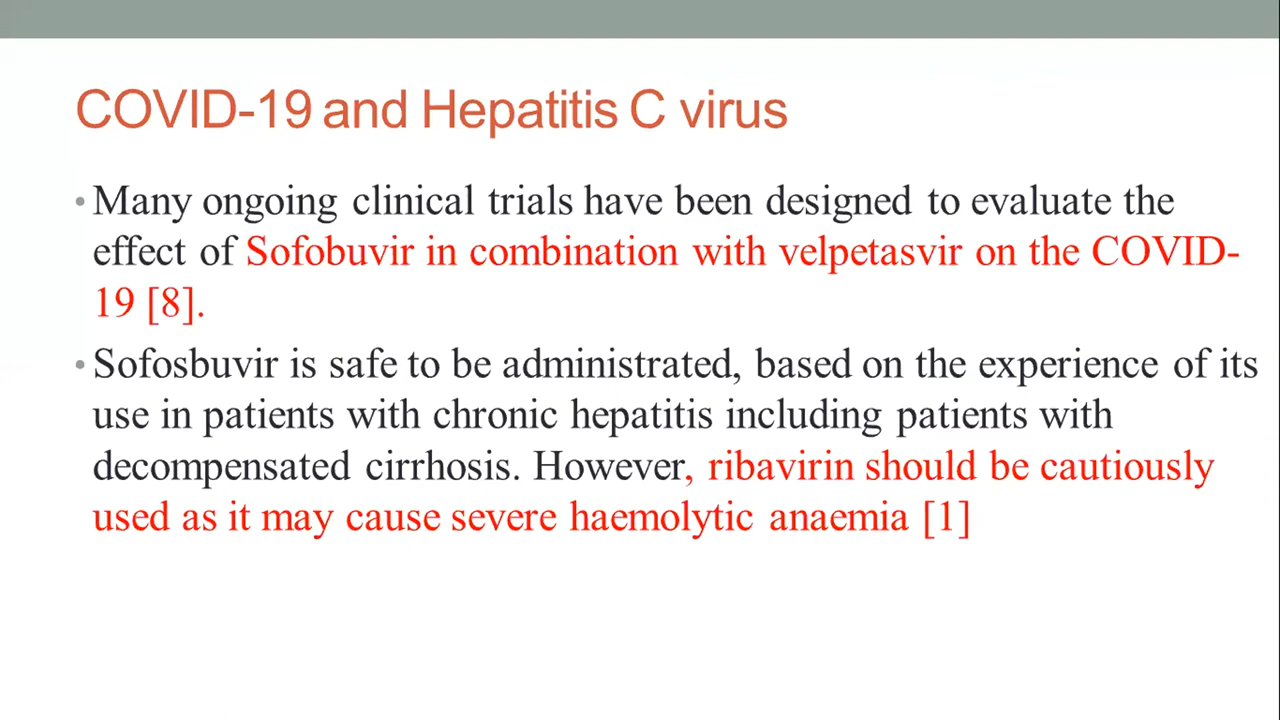 COVID-19 and Hepatitis C virus
• Many ongoing clinical trials have been designed to evaluate the
effect of Sofobuvir in combination with velpetasvir on the COVID-
19 [8].
• Sofosbuvir is safe to be administrated, based on the experience of its
use in patients with chronic hepatitis including patients with
decompensated cirrhosis. However, ribavirin should be cautiously
used as it may cause severe haemolytic anaemia [1]